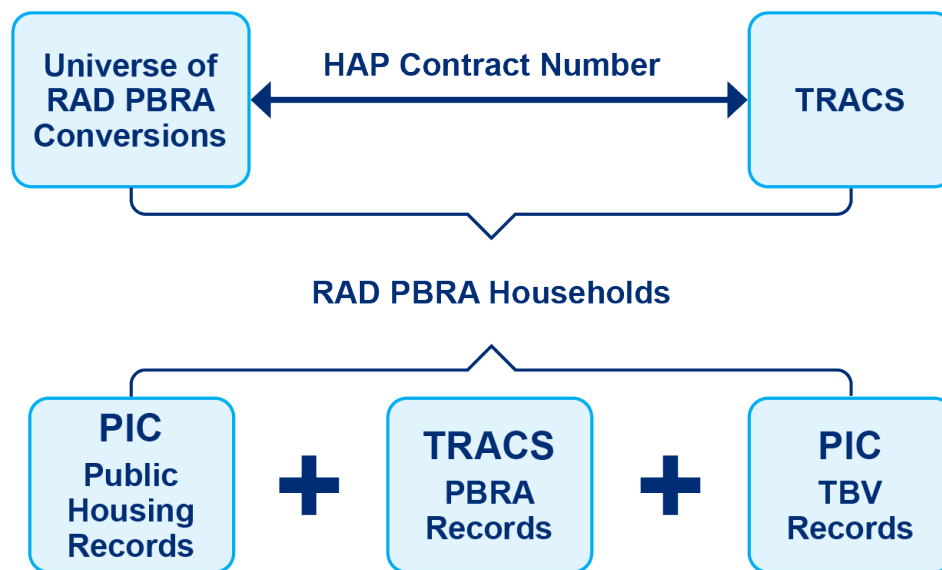 Universe of
RAD PBRA
Conversions
HAP Contract Number
TRACS
RAD PBRA Households
PIC
Public
Housing
Records
TRACS
PBRA
Records
PIC
TBV
Records